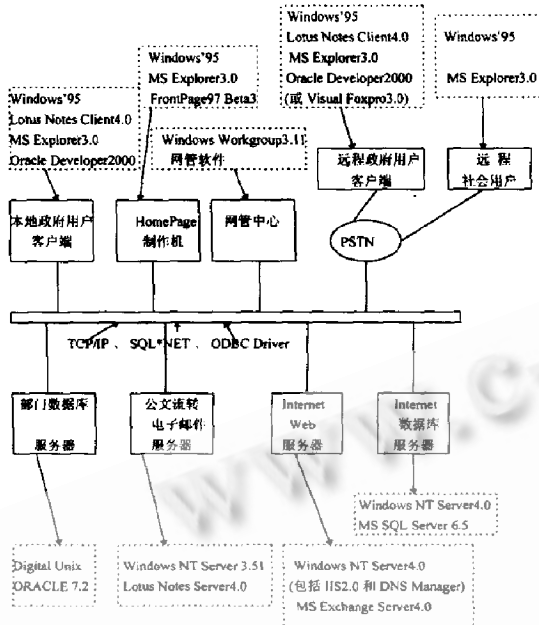 Windows'95
Lotus Notes Client4.0
MS Explorer3.0
Oracle Developer2000
(或 Visual Foxpro3.0)
Windows'95
MS Explorer3.0
Windows'95
MS Explorer3.0
FrontPage97 Beta3
Windows'95
Lotus Notes Client4.0
MS Explorer3.0
Oracle Developer2000
Windows Workgroup3.11
网管软件
远程政府用户
客户端
远 程
社会用户
本地政府用户
客户端
HomePage
制作机
网管中心
PSTN
TCP/IP 、 SQL*NET 、 ODBC Driver
部门数据库
服务器
公文流转
电子邮件
服务器
Internet
Web
服务器
Internet
数据库
服务器
Windows NT Server4.0
MS SQL Server 6.5
Digital Unix
ORACLE 7.2
Windows NT Server 3.51
Lotus Notes Server4.0
Windows NT Server4.0
(包括 IIS2.0 和 DNS Manager)
MS Exchange Server4.0
www.c